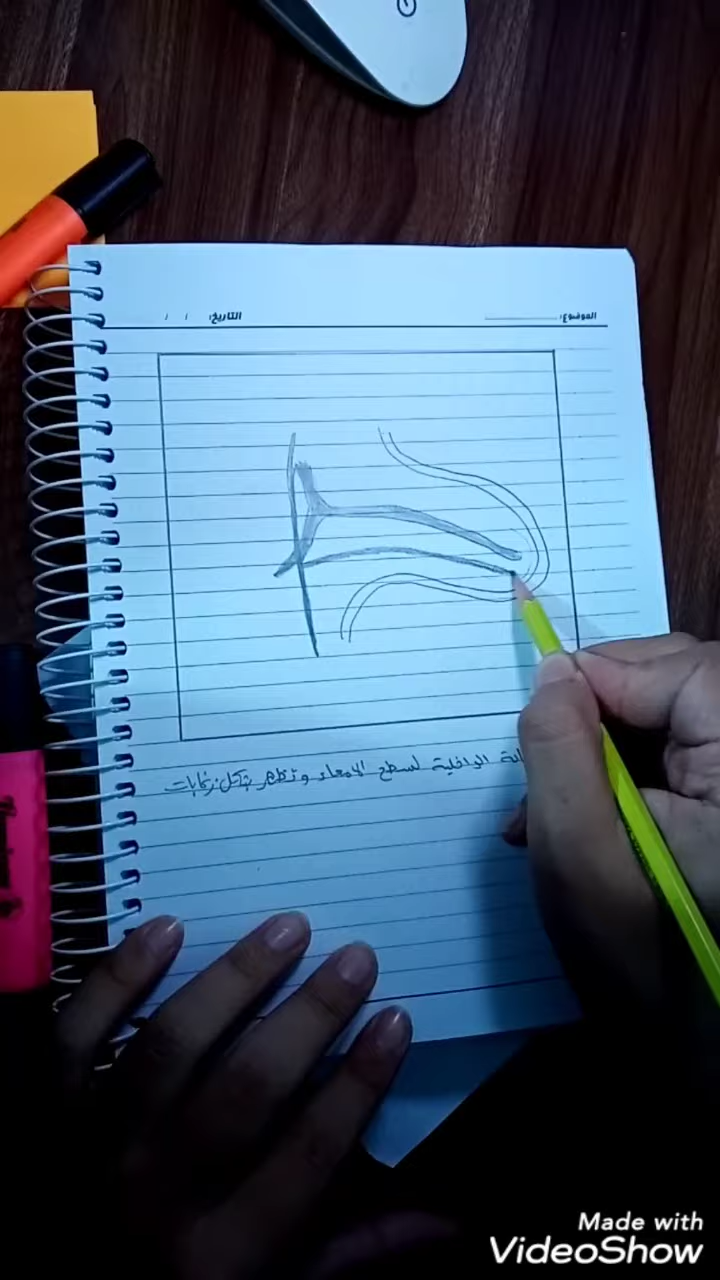 الموضوع: التاريخ: / /
الداخلية لسطح الامعاء وتظهر بشكل زغابات
Made with
VideoShow